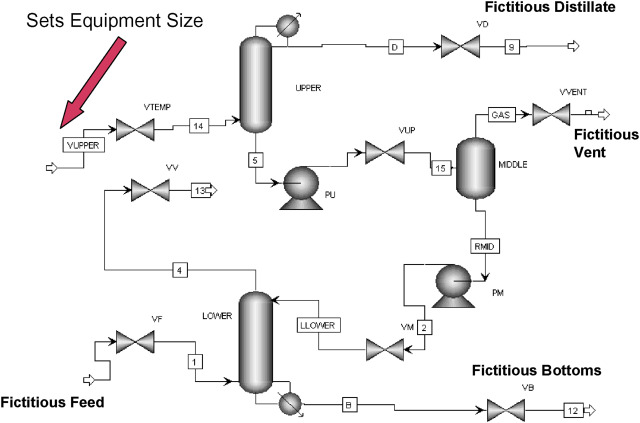 Sets Equipment Size
Fictitious Distillate
VD
D
9
UPPER
VTEMP
14
VUPPER
GAS
VVENT
Fictitious
Vent
VUP
5
15
MIDDLE
PU
VV
13
RMID
4
PM
LOWER
LLOWER
VM
2
VF
1
Fictitious Feed
Fictitious Bottoms
VB
B
12